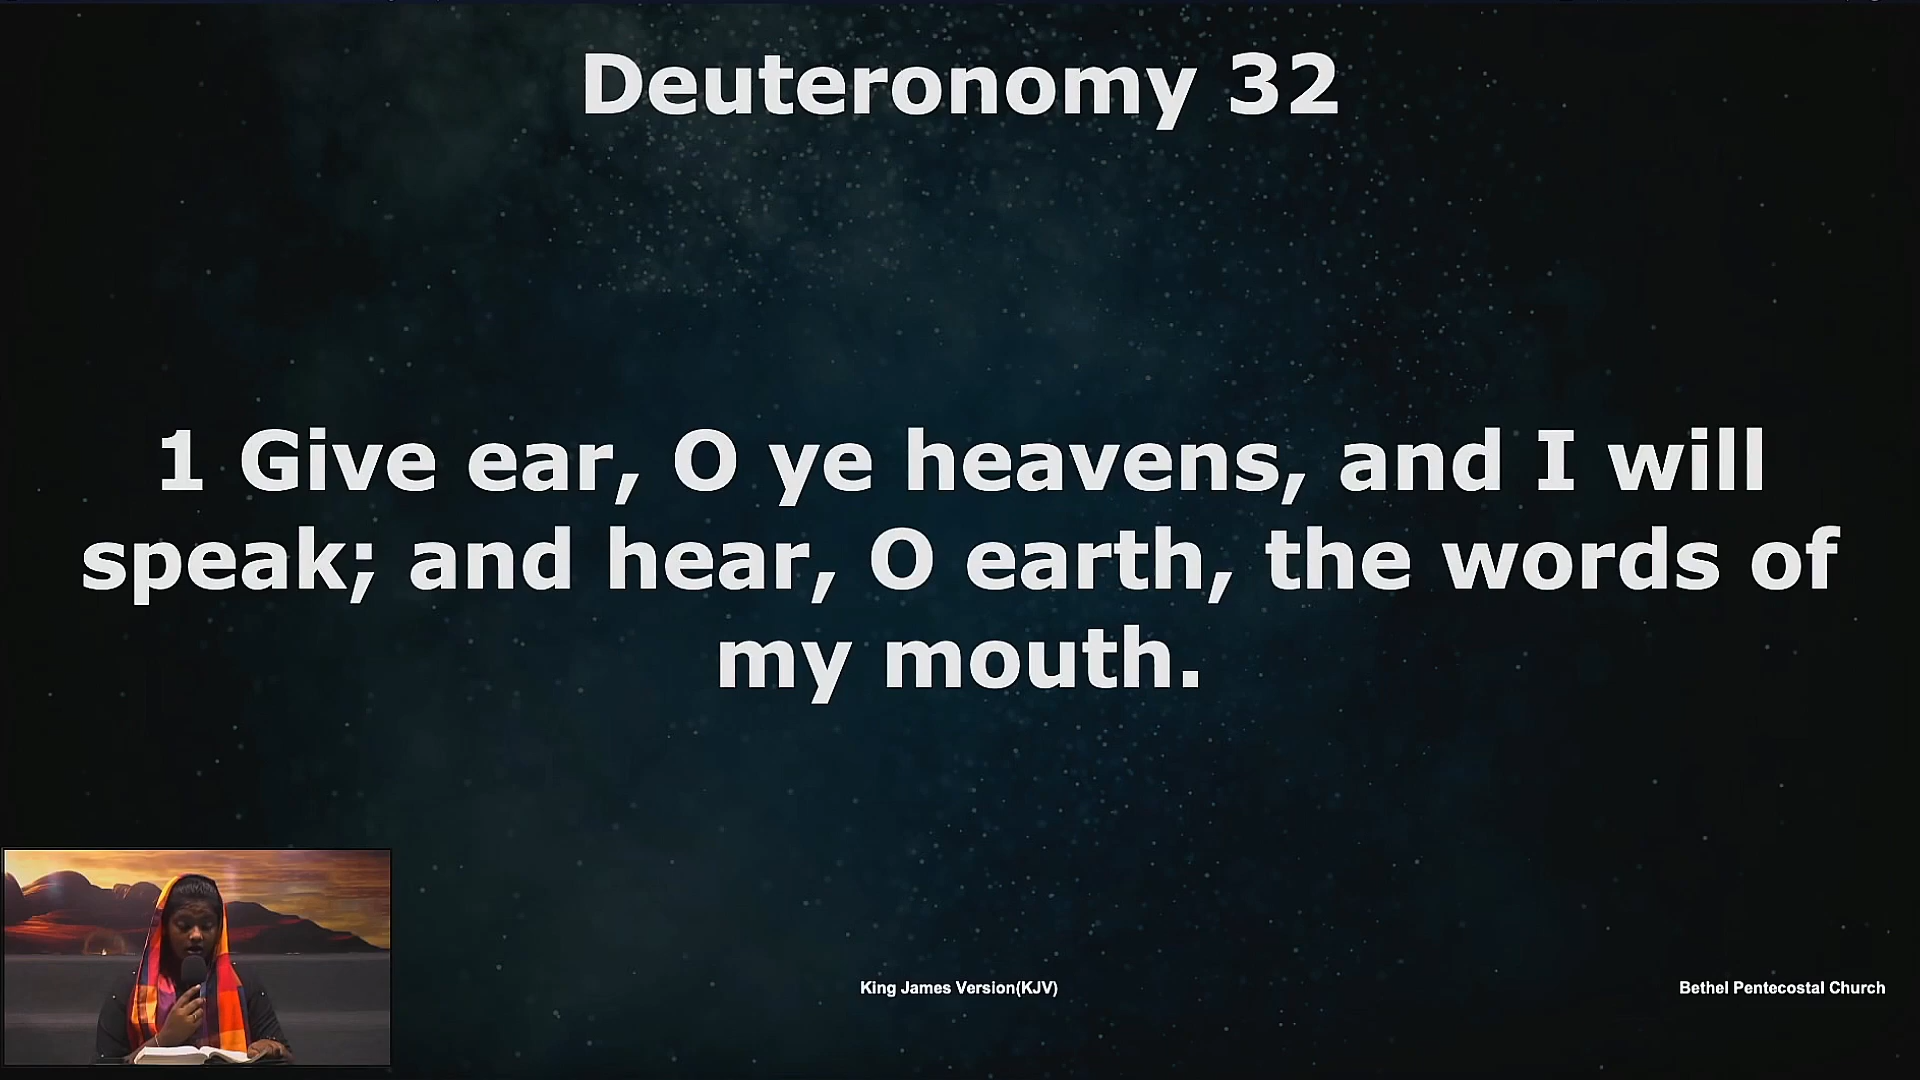 Deuteronomy 32
1 Give ear, O ye heavens, and I will
speak; and hear, O earth, the words of
my mouth.
King James Version(KJV)
Bethel Pentecostal Church